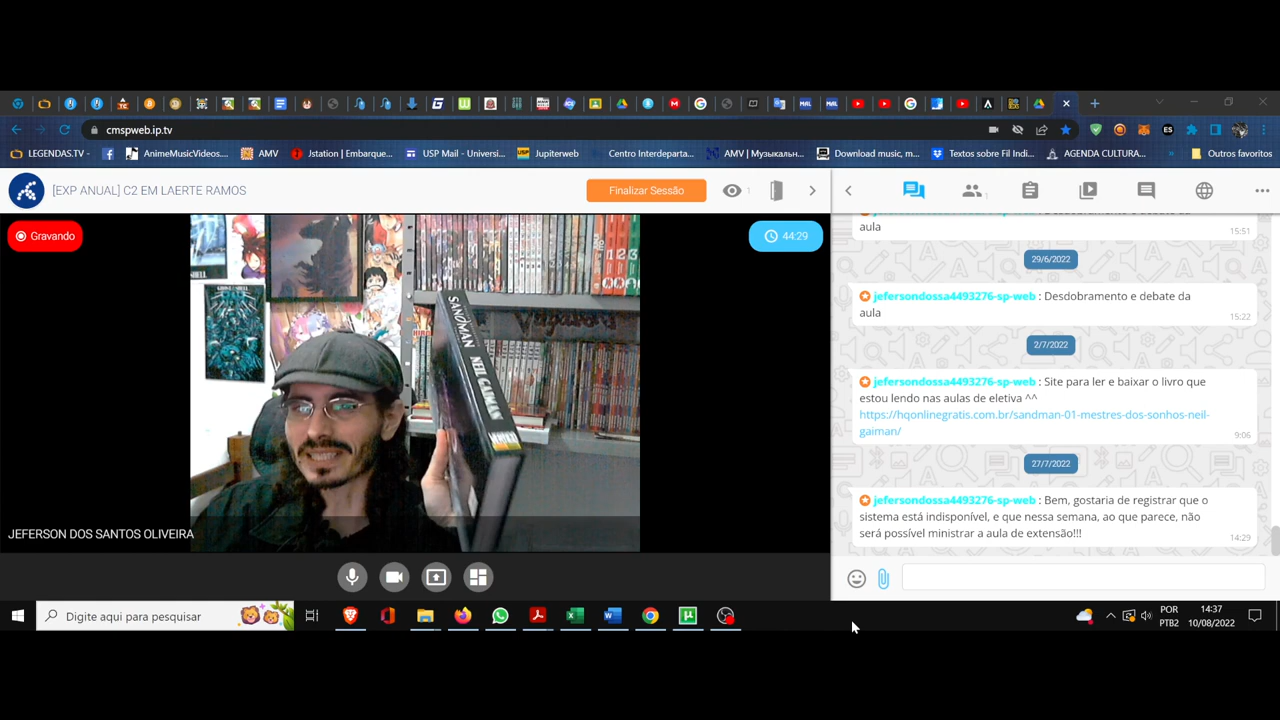 cmspweb.ip.tv
LEGENDAS.TV -
AnimeMusicVideos....
AMV
Jstation | Embarque...
USP Mail - Universi...
Jupiterweb
Centro Interdeparta...
AMV | Музыкальн...
Download music, m...
Textos sobre Fil Indi...
AGENDA CULTURA...
»
Outros favoritos
[EXP ANUAL] C2 EM LAERTE RAMOS
Finalizar Sessão
1
1
Gravando
44:29
SANDMAN NEIL GAIMAN
JEFERSON DOS SANTOS OLIVEIRA
aula
15:51
29/6/2022
jefersondossa4493276-sp-web : Desdobramento e debate da
aula
15:22
2/7/2022
jefersondossa4493276-sp-web : Site para ler e baixar o livro que
estou lendo nas aulas de eletiva ^^
https://hqonlinegratis.com.br/sandman-01-mestres-dos-sonhos-neil-
gaiman/
9:06
27/7/2022
jefersondossa4493276-sp-web : Bem, gostaria de registrar que o
sistema está indisponível, e que nessa semana, ao que parece, não
será possível ministrar a aula de extensão!!!
14:29
Digite aqui para pesquisar
POR
PTB2
14:37
10/08/2022